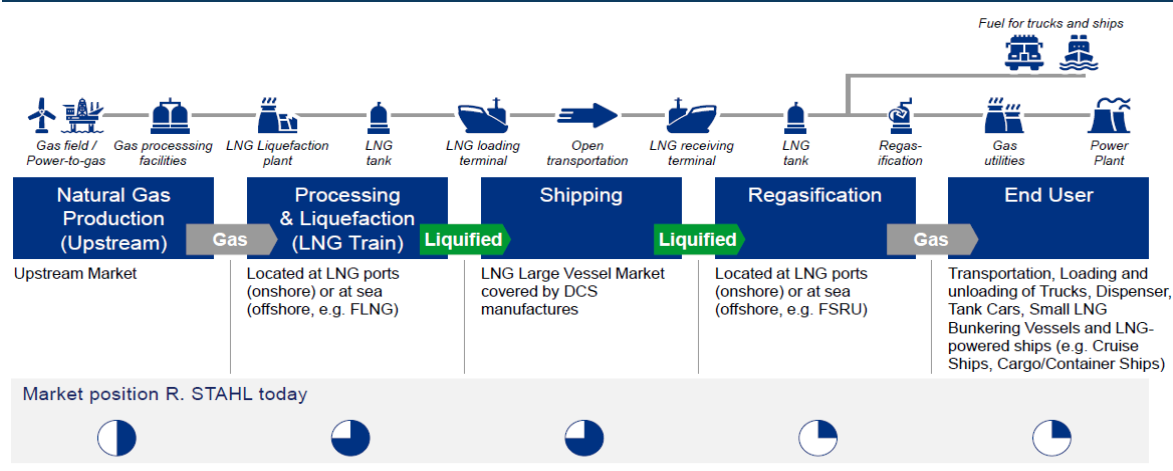 Fuel for trucks and ships
Gas field /
Power-to-gas
Gas processsing
facilities
LNG Liquefaction
plant
LNG
tank
LNG loading
terminal
Open
transportation
LNG receiving
terminal
LNG
tank
Regas-
ification
Gas
utilities
Power
Plant
Natural Gas
Production
(Upstream)
Gas
Processing
& Liquefaction
(LNG Train)
Liquified
Shipping
Liquified
Regasification
Gas
End User
Upstream Market
Located at LNG ports
(onshore) or at sea
(offshore, e.g. FLNG)
LNG Large Vessel Market
covered by DCS
manufactures
Located at LNG ports
(onshore) or at sea
(offshore, e.g. FSRU)
Transportation, Loading and
unloading of Trucks, Dispenser,
Tank Cars, Small LNG
Bunkering Vessels and LNG-
powered ships (e.g. Cruise
Ships, Cargo/Container Ships)
Market position R. STAHL today